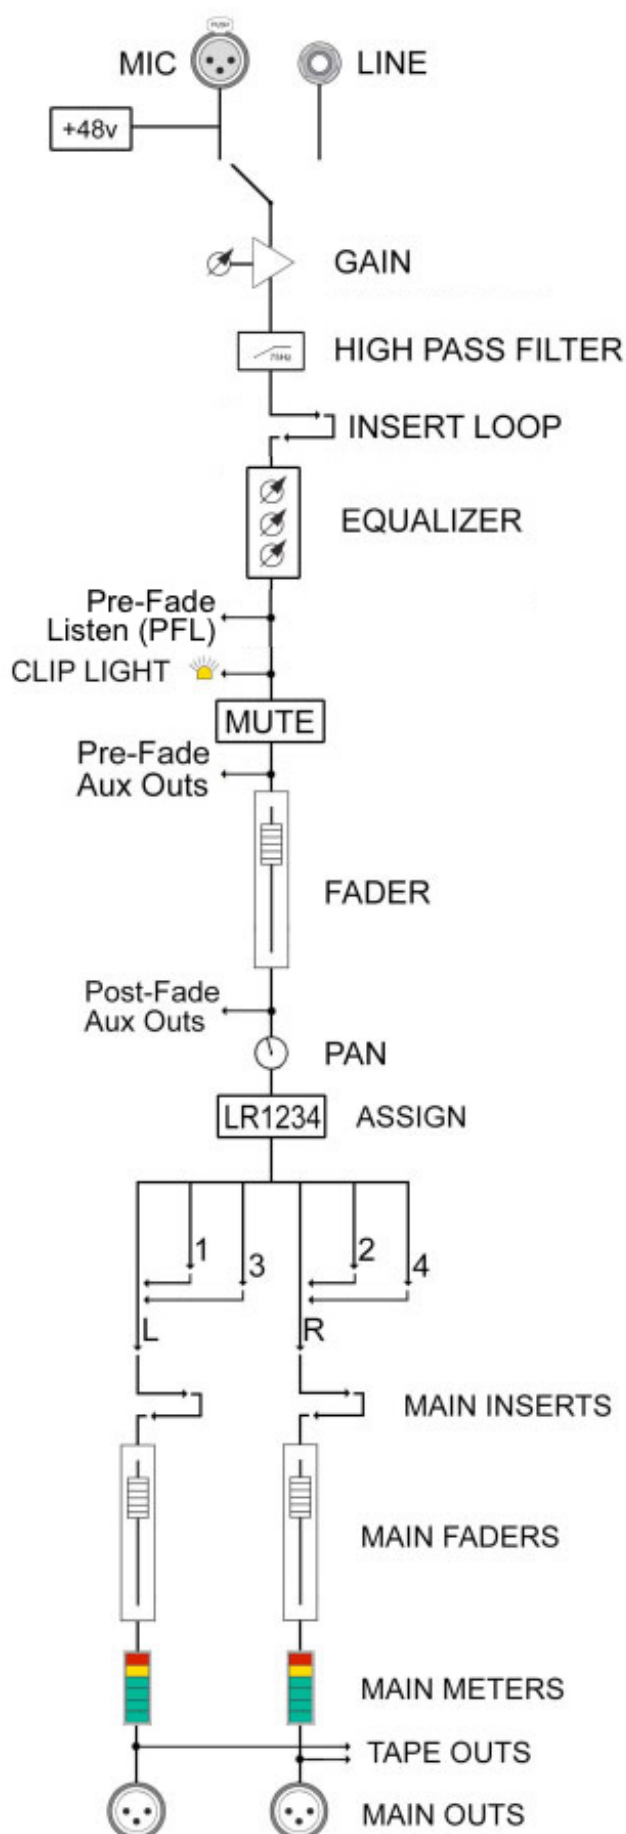 PUSH
MIC
LINE
+48v
GAIN
HIGH PASS FILTER
75Hz
INSERT LOOP
EQUALIZER
Pre-Fade
Listen (PFL)
CLIP LIGHT
MUTE
Pre-Fade
Aux Outs
FADER
Post-Fade
Aux Outs
PAN
LR1234
ASSIGN
1
2
3
4
L
R
MAIN INSERTS
MAIN FADERS
MAIN METERS
TAPE OUTS
MAIN OUTS